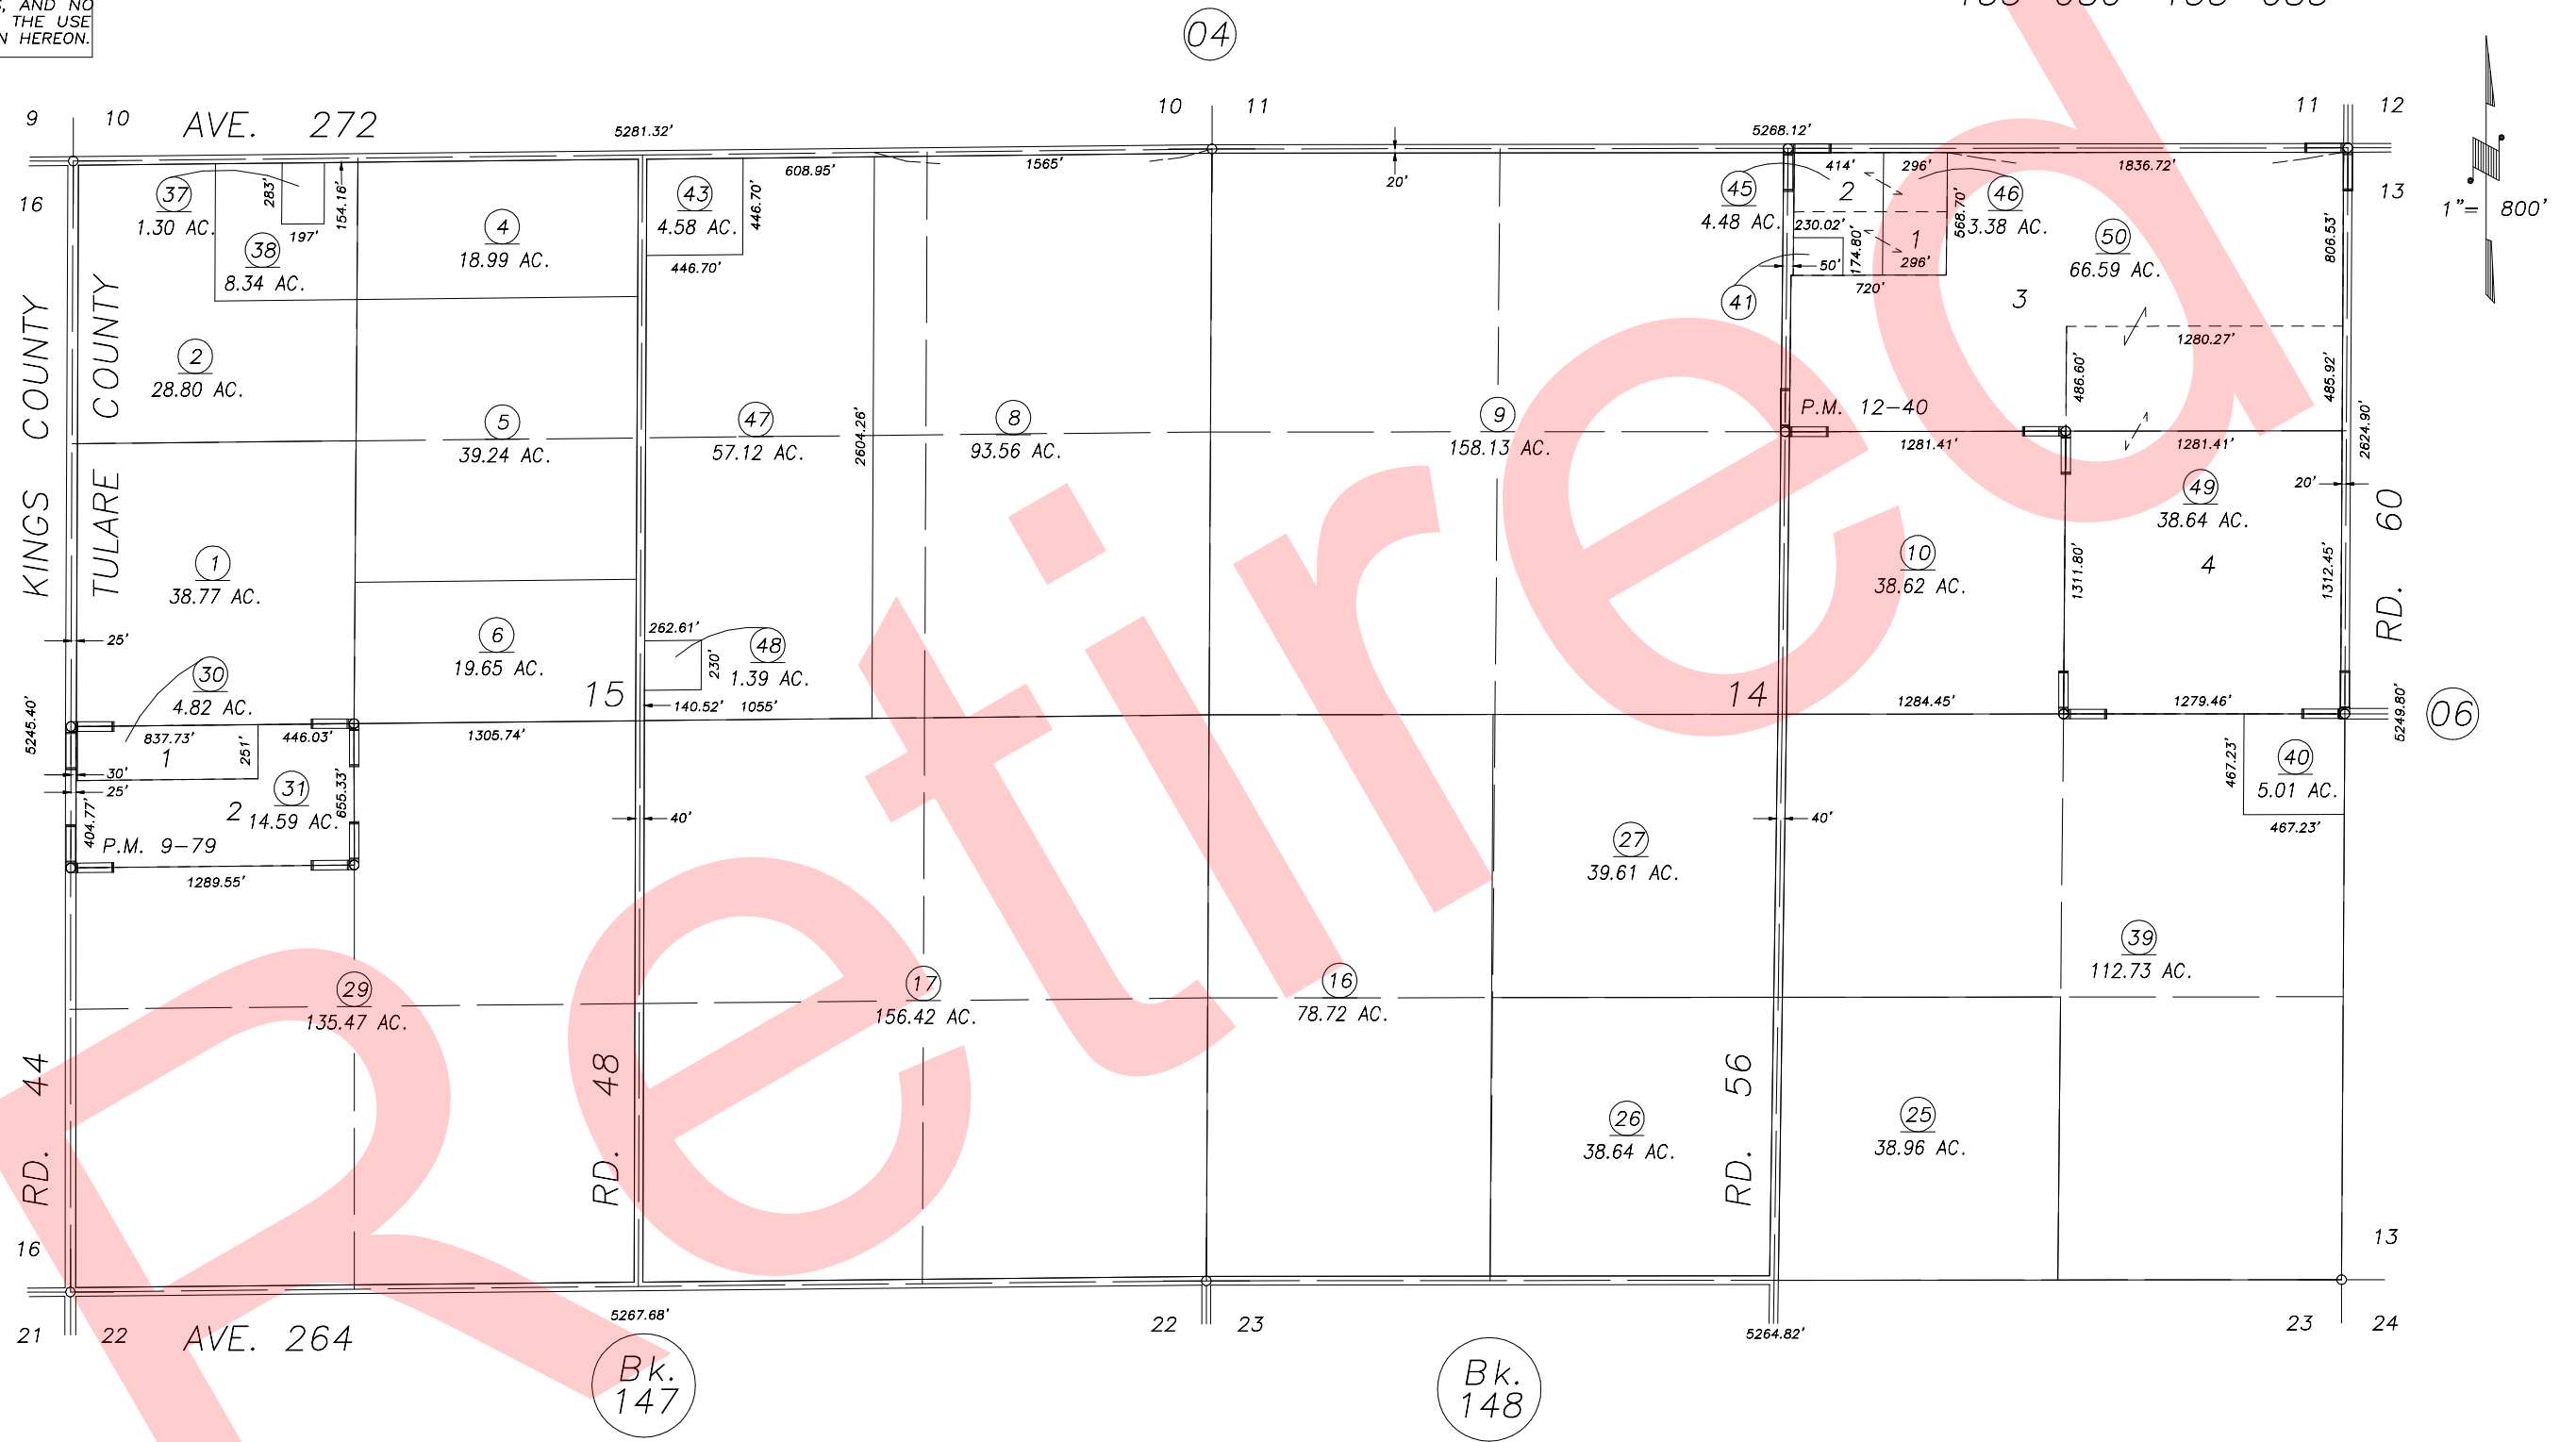 AND NO
THE USE
HEREON.
04
9
10
AVE. 272
5281.32'
10
11
5268.12'
11
12
16
13
1"= 800'
KINGS COUNTY
TULARE COUNTY
37
1.30 AC.
283'
197'
154.16'
38
8.34 AC.
4
18.99 AC.
43
4.58 AC.
446.70'
446.70'
608.95'
1565'
20'
45
4.48 AC.
414'
296'
1836.72'
2
46
3.38 AC.
568.70'
230.02'
174.80'
1
296'
50'
720'
41
50
66.59 AC.
806.53'
3
2
28.80 AC.
5
39.24 AC.
47
57.12 AC.
2604.26'
8
93.56 AC.
9
158.13 AC.
P.M. 12-40
1280.27'
486.60'
485.92'
1281.41'
1281.41'
2624.90'
20'
49
38.64 AC.
4
RD. 60
1
38.77 AC.
10
38.62 AC.
1311.80'
1312.45'
25'
6
19.65 AC.
262.61'
230'
48
1.39 AC.
30
4.82 AC.
15
14
140.52'
1055'
1284.45'
1279.46'
5245.40'
5249.80'
06
837.73'
446.03'
1305.74'
1
251'
30'
25'
31
14.59 AC.
2
655.33'
404.77'
P.M. 9-79
1289.55'
40'
40'
467.23'
40
5.01 AC.
467.23'
27
39.61 AC.
39
112.73 AC.
29
135.47 AC.
17
156.42 AC.
16
78.72 AC.
26
38.64 AC.
25
38.96 AC.
RD. 44
RD. 48
RD. 56
16
13
21
22
AVE. 264
5267.68'
22
23
5264.82'
23
24
Bk.
147
Bk.
148
Retired